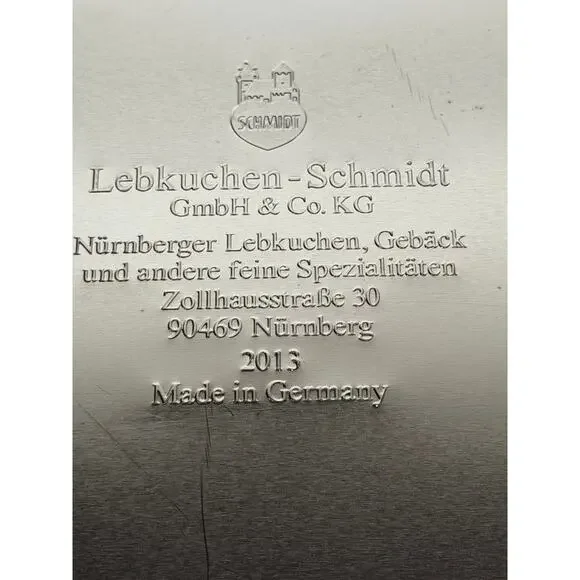 SCHMIDT
Lebkuchen-Schmidt
GmbH & Co. KG
Nürnberger Lebkuchen, Gebäck
und andere feine Spezialitäten
Zollhausstraße 30
90469 Nürnberg
2013
Made in Germany